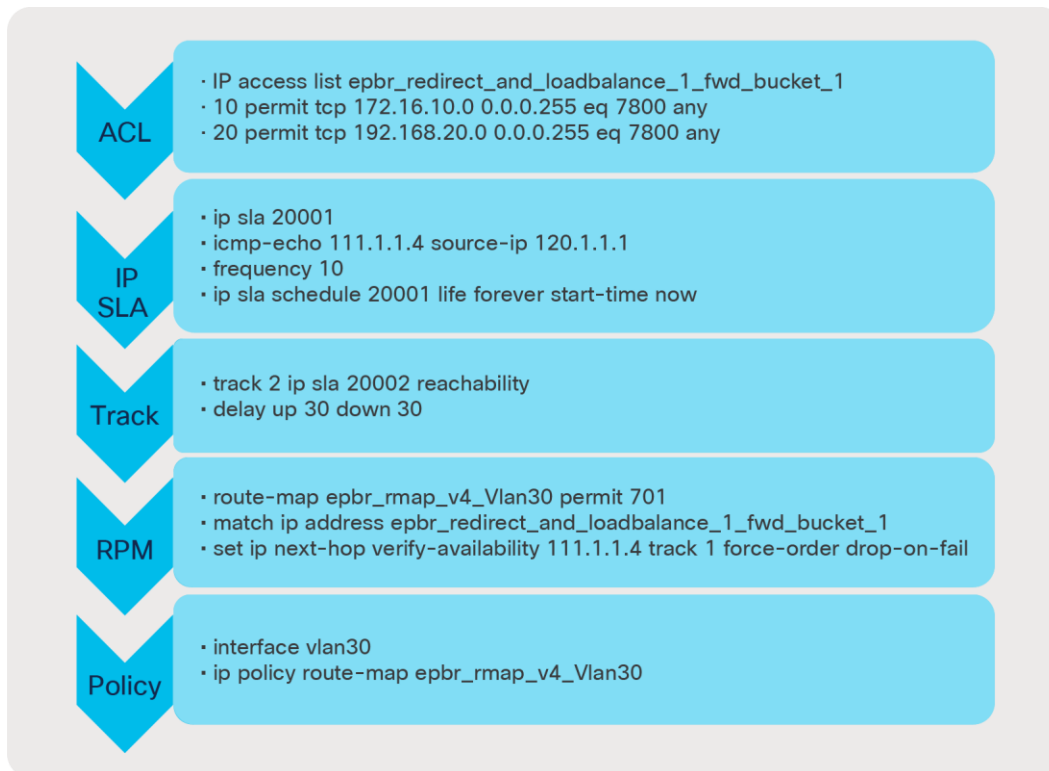 ACL
· IP access list epbr_redirect_and_loadbalance_1_fwd_bucket_1
· 10 permit tcp 172.16.10.0 0.0.0.255 eq 7800 any
· 20 permit tcp 192.168.20.0 0.0.0.255 eq 7800 any
IP
SLA
· ip sla 20001
· icmp-echo 111.1.1.4 source-ip 120.1.1.1
· frequency 10
· ip sla schedule 20001 life forever start-time now
Track
· track 2 ip sla 20002 reachability
· delay up 30 down 30
RPM
· route-map epbr_rmap_v4_Vlan30 permit 701
· match ip address epbr_redirect_and_loadbalance_1_fwd_bucket_1
· set ip next-hop verify-availability 111.1.1.4 track 1 force-order drop-on-fail
Policy
· interface vlan30
· ip policy route-map epbr_rmap_v4_Vlan30